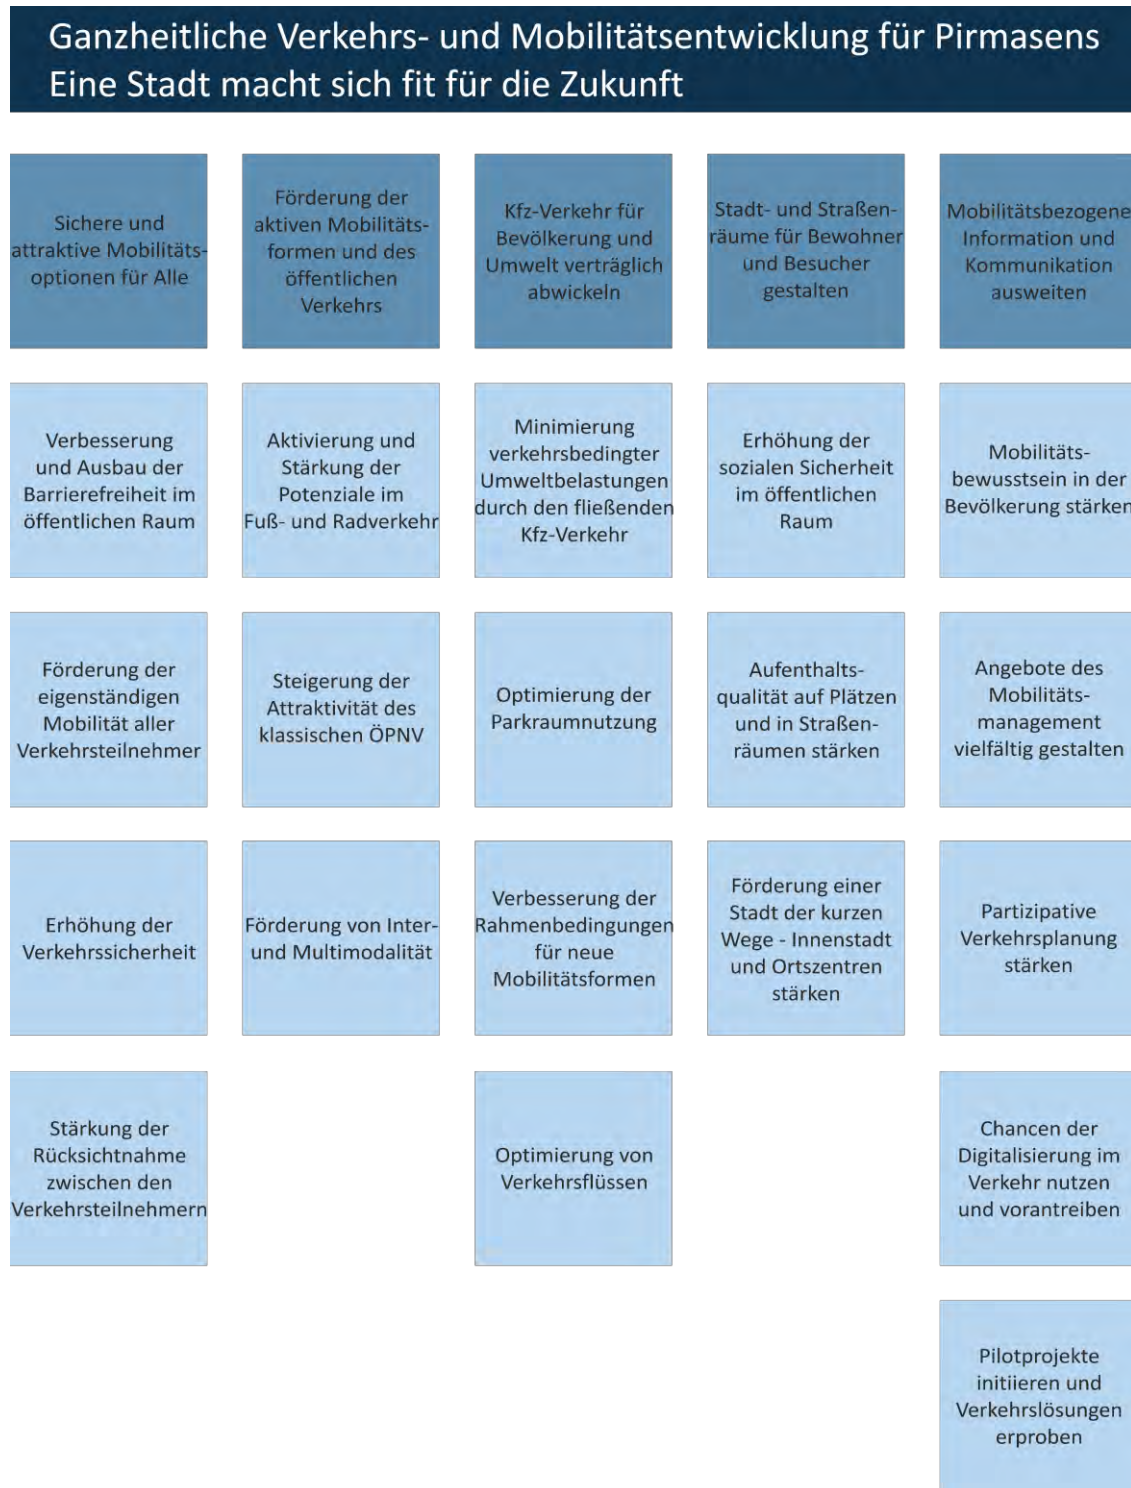 Ganzheitliche Verkehrs- und Mobilitätsentwicklung für Pirmasens
Eine Stadt macht sich fit für die Zukunft
Sichere und
attraktive Mobilitäts-
optionen für Alle
Förderung der
aktiven Mobilitäts-
formen und des
öffentlichen
Verkehrs
Kfz-Verkehr für
Bevölkerung und
Umwelt verträglich
abwickeln
Stadt- und Straßen-
räume für Bewohner
und Besucher
gestalten
Mobilitätsbezogene
Information und
Kommunikation
ausweiten
Verbesserung
und Ausbau der
Barrierefreiheit im
öffentlichen Raum
Aktivierung und
Stärkung der
Potenziale im
Fuß- und Radverkehr
Minimierung
verkehrsbedingter
Umweltbelastungen
durch den fließenden
Kfz-Verkehr
Erhöhung der
sozialen Sicherheit
im öffentlichen
Raum
Mobilitäts-
bewusstsein in der
Bevölkerung stärken
Förderung der
eigenständigen
Mobilität aller
Verkehrsteilnehmer
Steigerung der
Attraktivität des
klassischen ÖPNV
Optimierung der
Parkraumnutzung
Aufenthalts-
qualität auf Plätzen
und in Straßen-
räumen stärken
Angebote des
Mobilitäts-
management
vielfältig gestalten
Erhöhung der
Verkehrssicherheit
Förderung von Inter-
und Multimodalität
Verbesserung der
Rahmenbedingungen
für neue
Mobilitätsformen
Förderung einer
Stadt der kurzen
Wege - Innenstadt
und Ortszentren
stärken
Partizipative
Verkehrsplanung
stärken
Stärkung der
Rücksichtnahme
zwischen den
Verkehrsteilnehmern
Optimierung von
Verkehrsflüssen
Chancen der
Digitalisierung im
Verkehr nutzen
und vorantreiben
Pilotprojekte
initiieren und
Verkehrslösungen
erproben